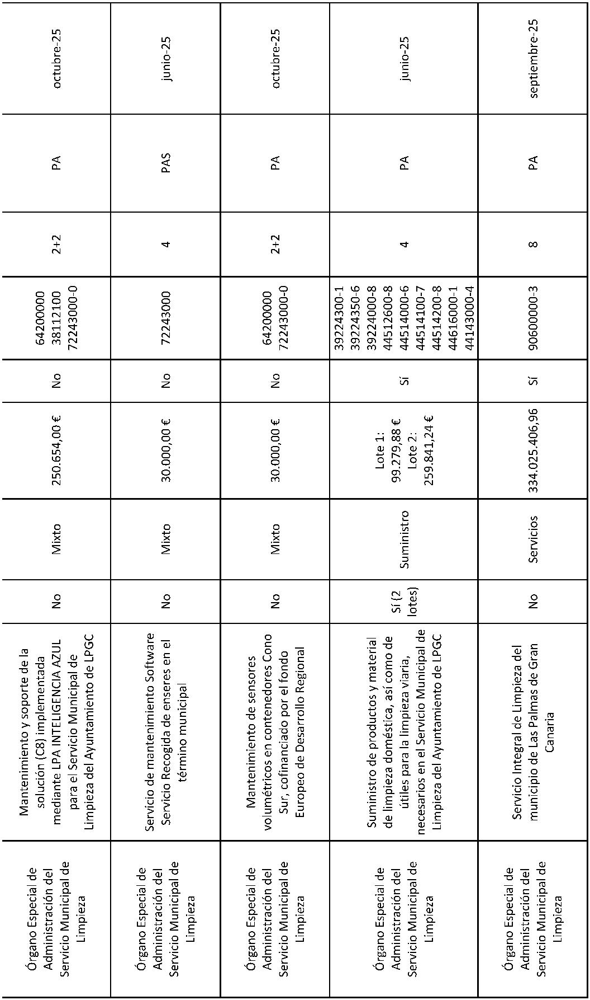 Órgano Especial de
Administración del
Servicio Municipal de
Limpieza
Mantenimiento y soporte de la
solución (C8) implementada
mediante LPA INTELIGENCIA AZUL
para el Servicio Municipal de
Limpieza del Ayuntamiento de LPGC
No
Mixto
250.654,00 €
No
64200000
38112100
72243000-0
2+2
PA
octubre-25
Órgano Especial de
Administración del
Servicio Municipal de
Limpieza
Servicio de mantenimiento Software
Servicio Recogida de enseres en el
término municipal
No
Mixto
30.000,00 €
No
72243000
4
PAS
junio-25
Órgano Especial de
Administración del
Servicio Municipal de
Limpieza
Mantenimiento de sensores
volumétricos en contenedores Cono
Sur, cofinanciado por el fondo
Europeo de Desarrollo Regional
No
Mixto
30.000,00 €
No
64200000
72243000-0
2+2
PA
octubre-25
Órgano Especial de
Administración del
Servicio Municipal de
Limpieza
Suministro de productos y material
de limpieza doméstica, así como de
útiles para la limpieza viaria,
necesarios en el Servicio Municipal de
Limpieza del Ayuntamiento de LPGC
Sí (2
lotes)
Suministro
Lote 1:
99.279,88 €
Lote 2:
259.841,24 €
Sí
39224300-1
39224350-6
39224000-8
44512600-8
44514000-6
44514100-7
44514200-8
44616000-1
44143000-4
4
PA
junio-25
Órgano Especial de
Administración del
Servicio Municipal de
Limpieza
Servicio Integral de Limpieza del
municipio de Las Palmas de Gran
Canaria
No
Servicios
334.025.406,96
Sí
90600000-3
8
PA
septiembre-25